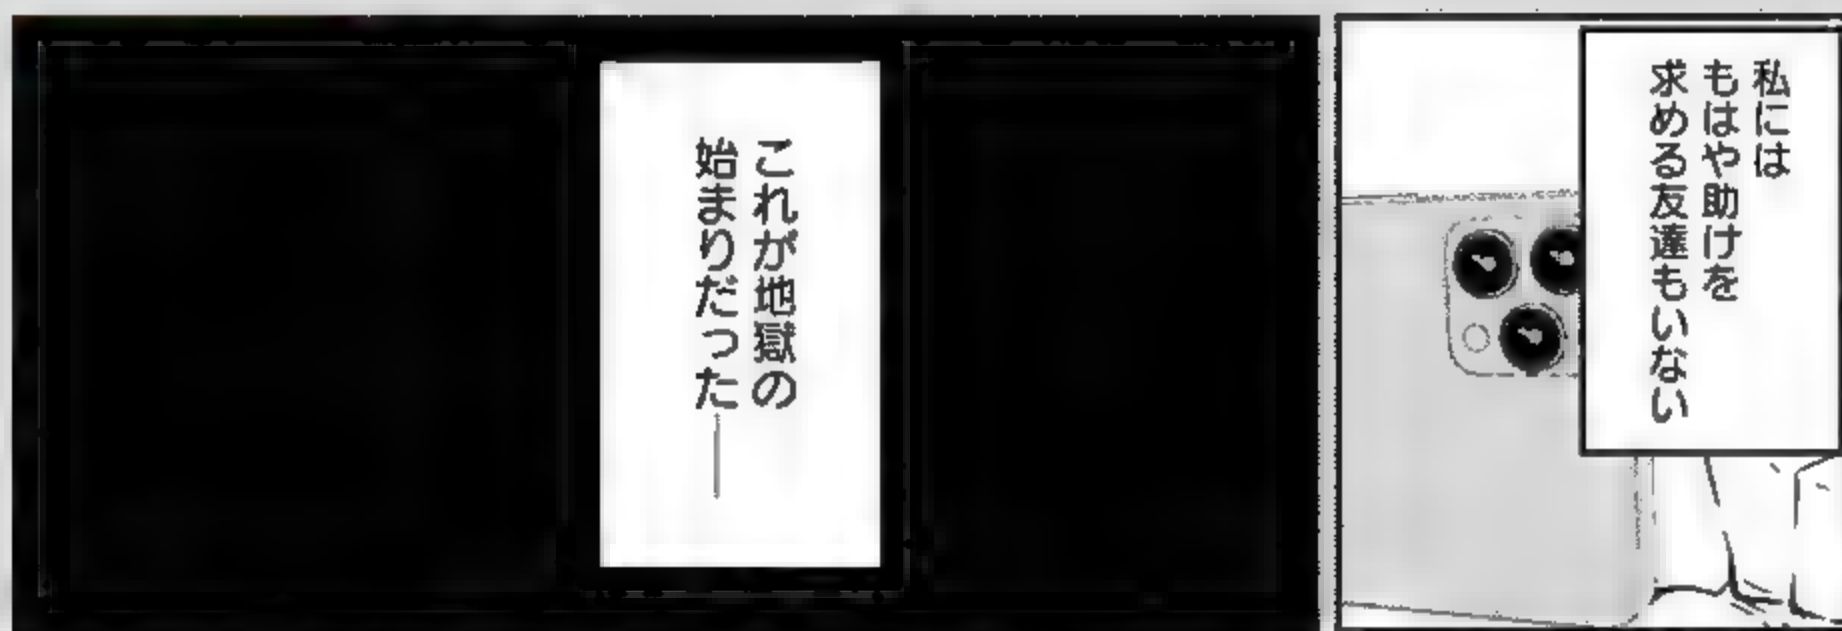 私には
もはや助けを
求める友達もいない
これが地獄の
始まりだった──